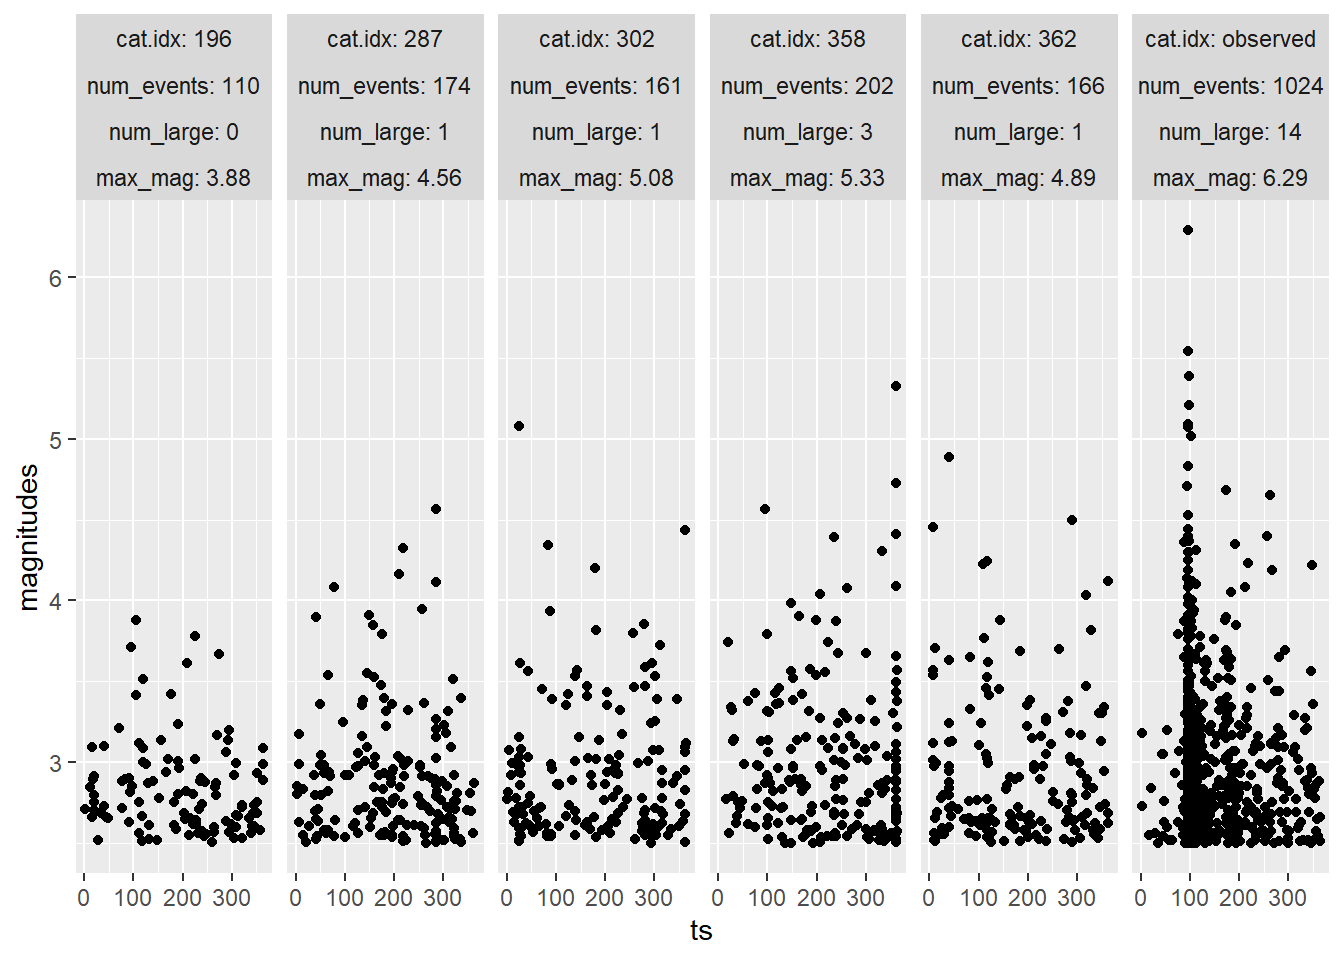 cat.idx: 196
num_events: 110
num_large: 0
max_mag: 3.88
cat.idx: 287
num_events: 174
num_large: 1
max_mag: 4.56
cat.idx: 302
num_events: 161
num_large: 1
max_mag: 5.08
cat.idx: 358
num_events: 202
num_large: 3
max_mag: 5.33
cat.idx: 362
num_events: 166
num_large: 1
max_mag: 4.89
cat.idx: observed
num_events: 1024
num_large: 14
max_mag: 6.29
magnitudes
6
5
4
3
0 100 200 300
0 100 200 300
0 100 200 300
0 100 200 300
0 100 200 300
0 100 200 300
ts